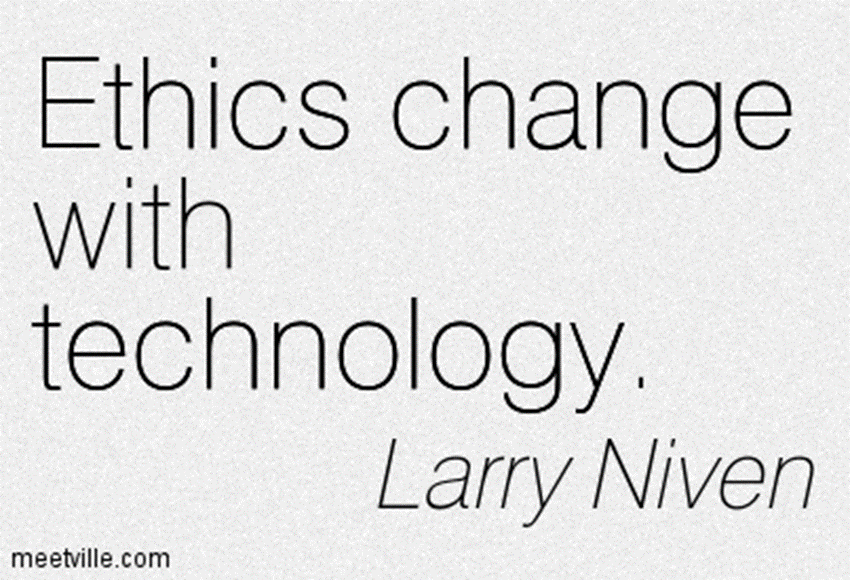 Ethics change
with
technology.
Larry Niven
meetville.com